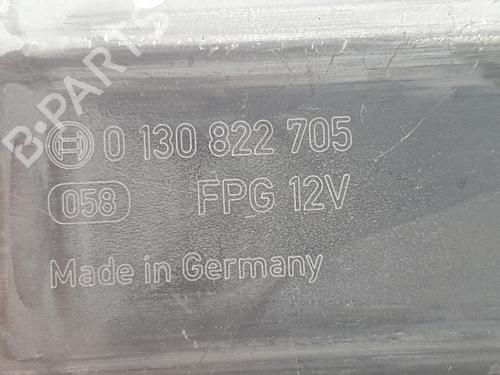 B-PARTS
0 130 822 705
058 FPG 12V
Made in Germany